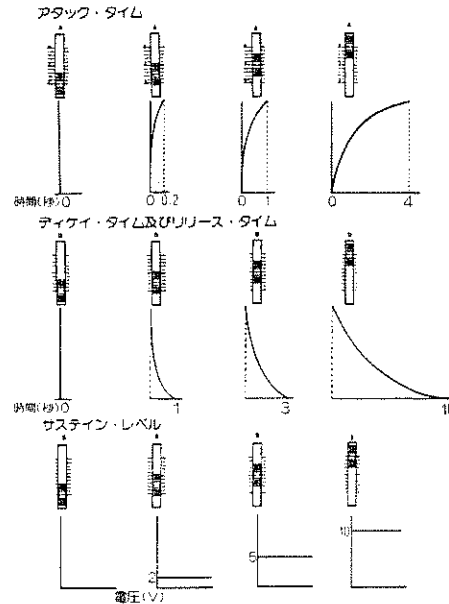 アタック・タイム
時間(秒) 0 0 0.2 0 1 0 4
ディケイ・タイム及びリリース・タイム
時間(秒) 0 1 3
サステイン・レベル
2 5 10
電圧(V)